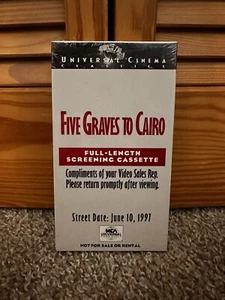 UNIVERSAL CINEMA
CLASSICS
FIVE GRAVES TO CAIRO
FULL-LENGTH
SCREENING CASSETTE
Compliments of your Video Sales Rep.
Please return promptly after viewing.
Street Date: June 10, 1997
MCA
UNIVERSAL
NOT FOR SALE OR RENTAL